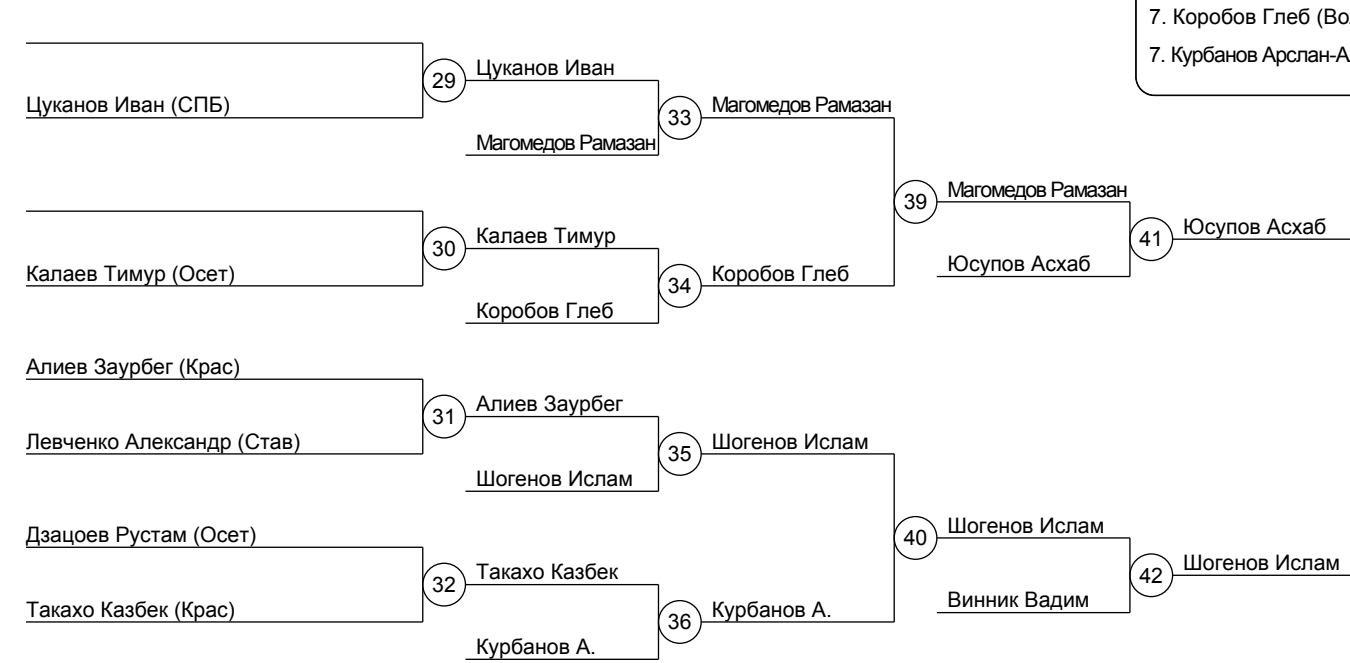 7. Коробов Глеб
7. Курбанов Арслан-А
29 Цуканов Иван
Цуканов Иван (СПБ)
33 Магомедов Рамазан
Магомедов Рамазан
39 Магомедов Рамазан
30 Калаев Тимур
41 Юсупов Асхаб
Калаев Тимур (Осет)
34 Коробов Глеб
Юсупов Асхаб
Коробов Глеб
Алиев Заурбег (Крас)
31 Алиев Заурбег
Левченко Александр (Став)
35 Шогенов Ислам
Шогенов Ислам
Дзацоев Рустам (Осет)
40 Шогенов Ислам
32 Такахо Казбек
42 Шогенов Ислам
Такахо Казбек (Крас)
36 Курбанов А.
Винник Вадим
Курбанов А.